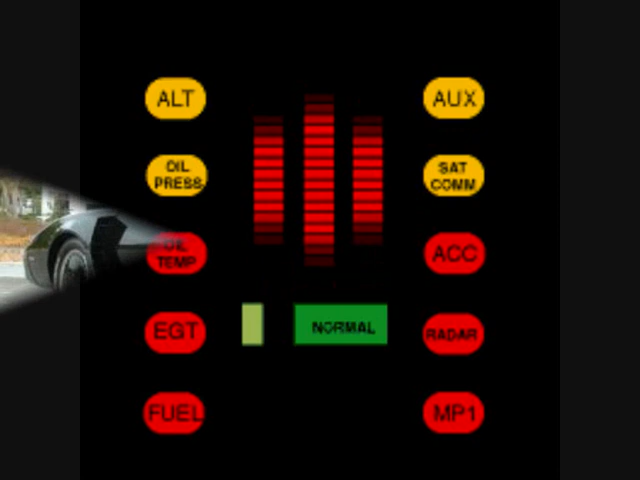 ALT
AUX
OIL
PRESS
SAT
COMM
OIL
TEMP
ACC
EGT
NORMAL
RADAR
FUEL
MP1